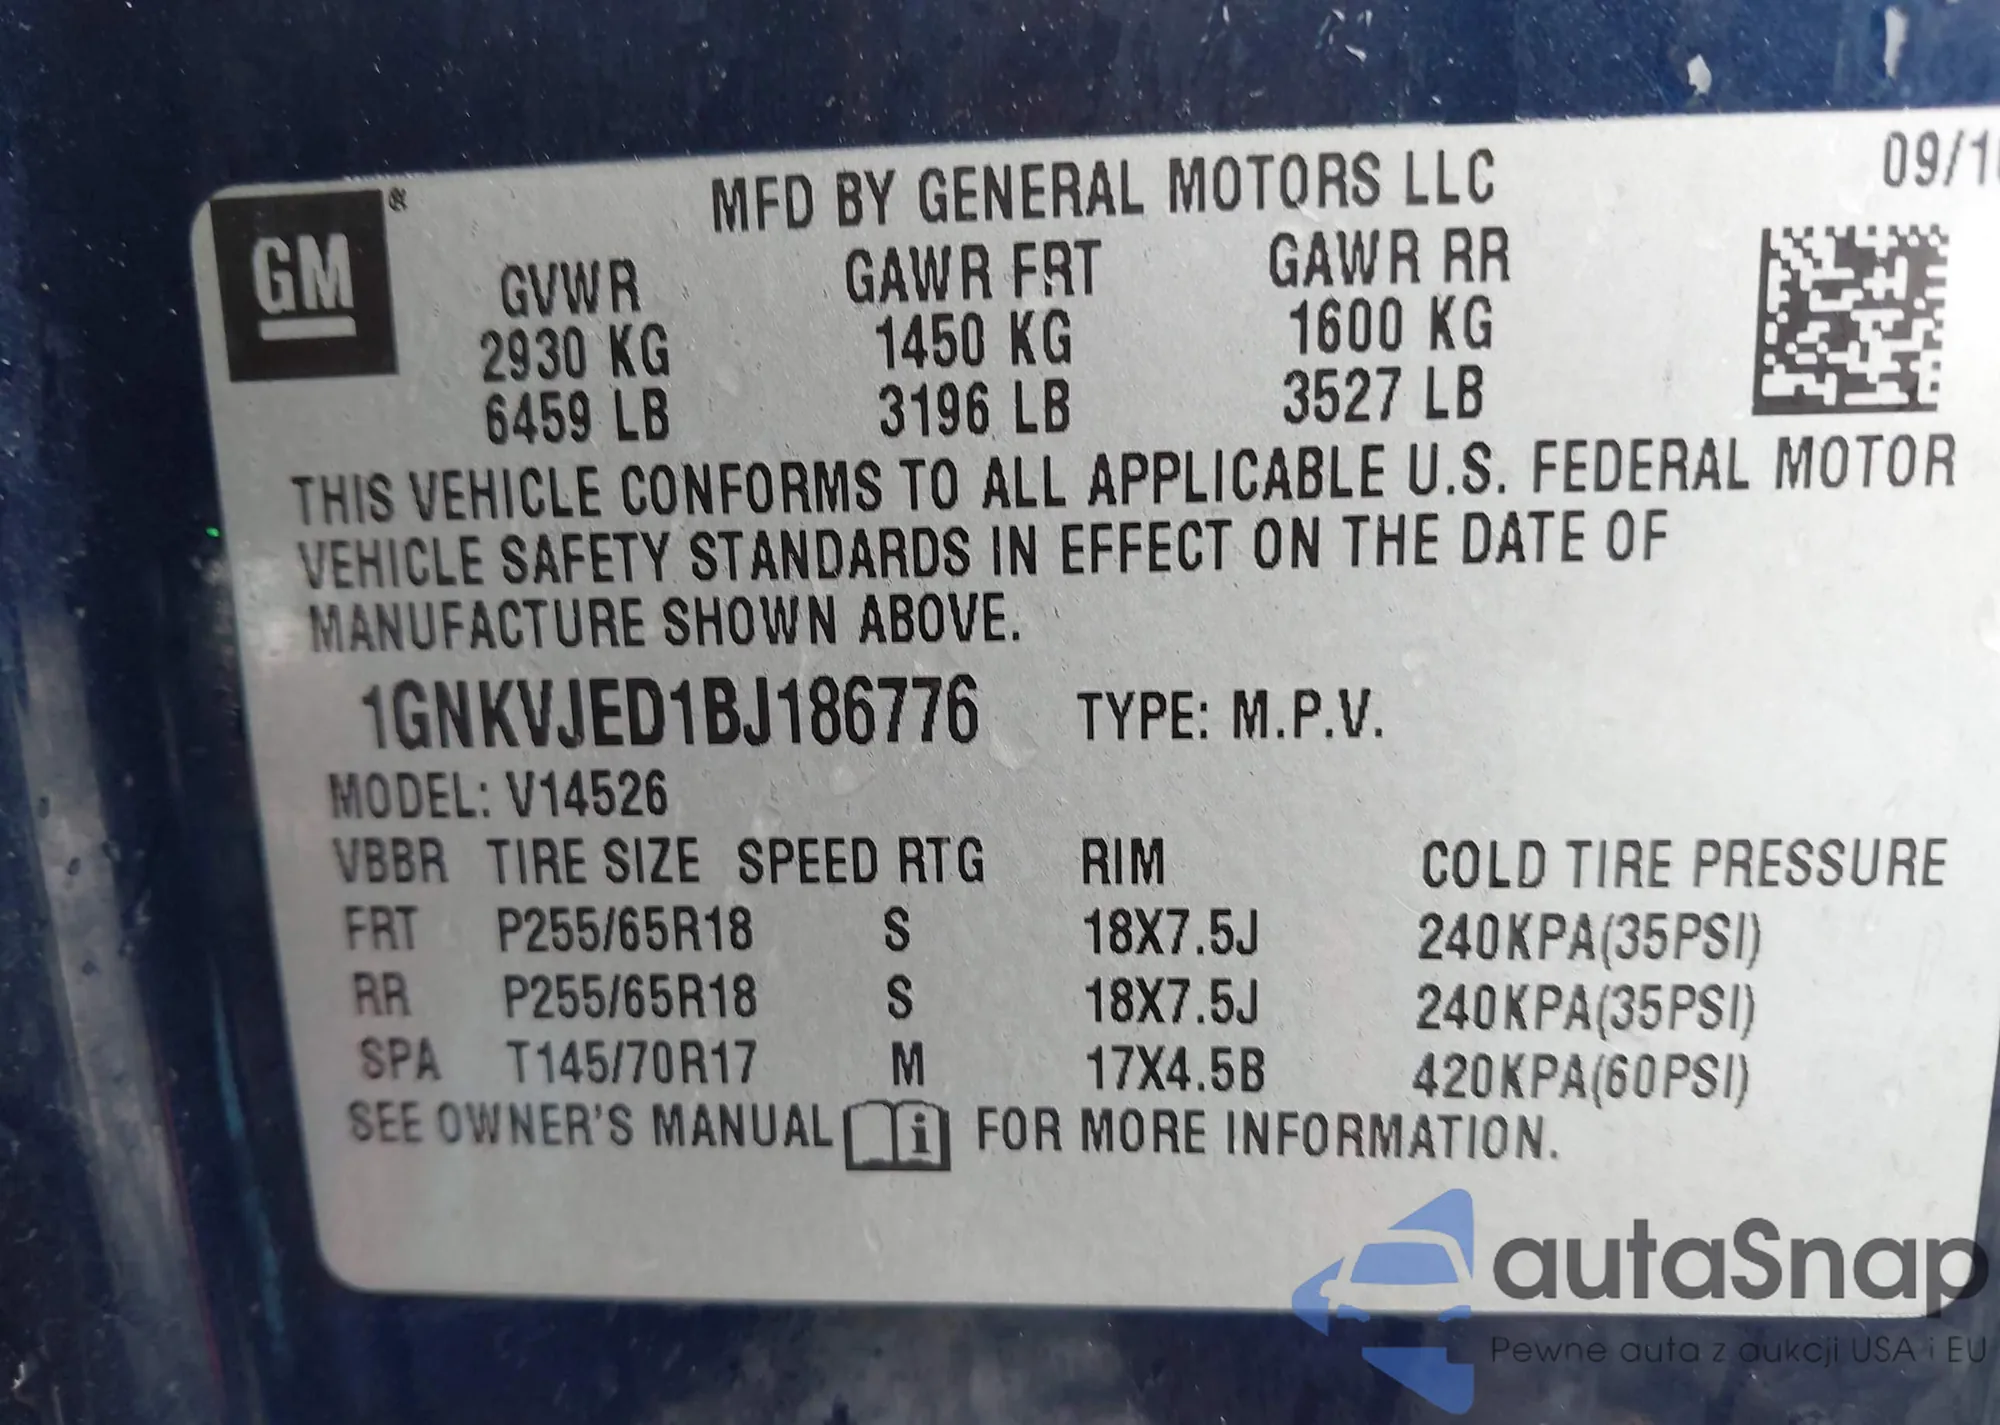 MFD BY GENERAL MOTORS LLC 09/1
GM ®
GVWR GAWR FRT GAWR RR
2930 KG 1450 KG 1600 KG
6459 LB 3196 LB 3527 LB
THIS VEHICLE CONFORMS TO ALL APPLICABLE U.S. FEDERAL MOTOR
VEHICLE SAFETY STANDARDS IN EFFECT ON THE DATE OF
MANUFACTURE SHOWN ABOVE.
1GNKVJED1BJ186776 TYPE: M.P.V.
MODEL: V14526
VBBR TIRE SIZE SPEED RTG RIM COLD TIRE PRESSURE
FRT P255/65R18 S 18X7.5J 240KPA(35PSI)
RR P255/65R18 S 18X7.5J 240KPA(35PSI)
SPA T145/70R17 M 17X4.5B 420KPA(60PSI)
SEE OWNER'S MANUAL i FOR MORE INFORMATION.
autaSnap
Pewne auta z aukcji USA i EU